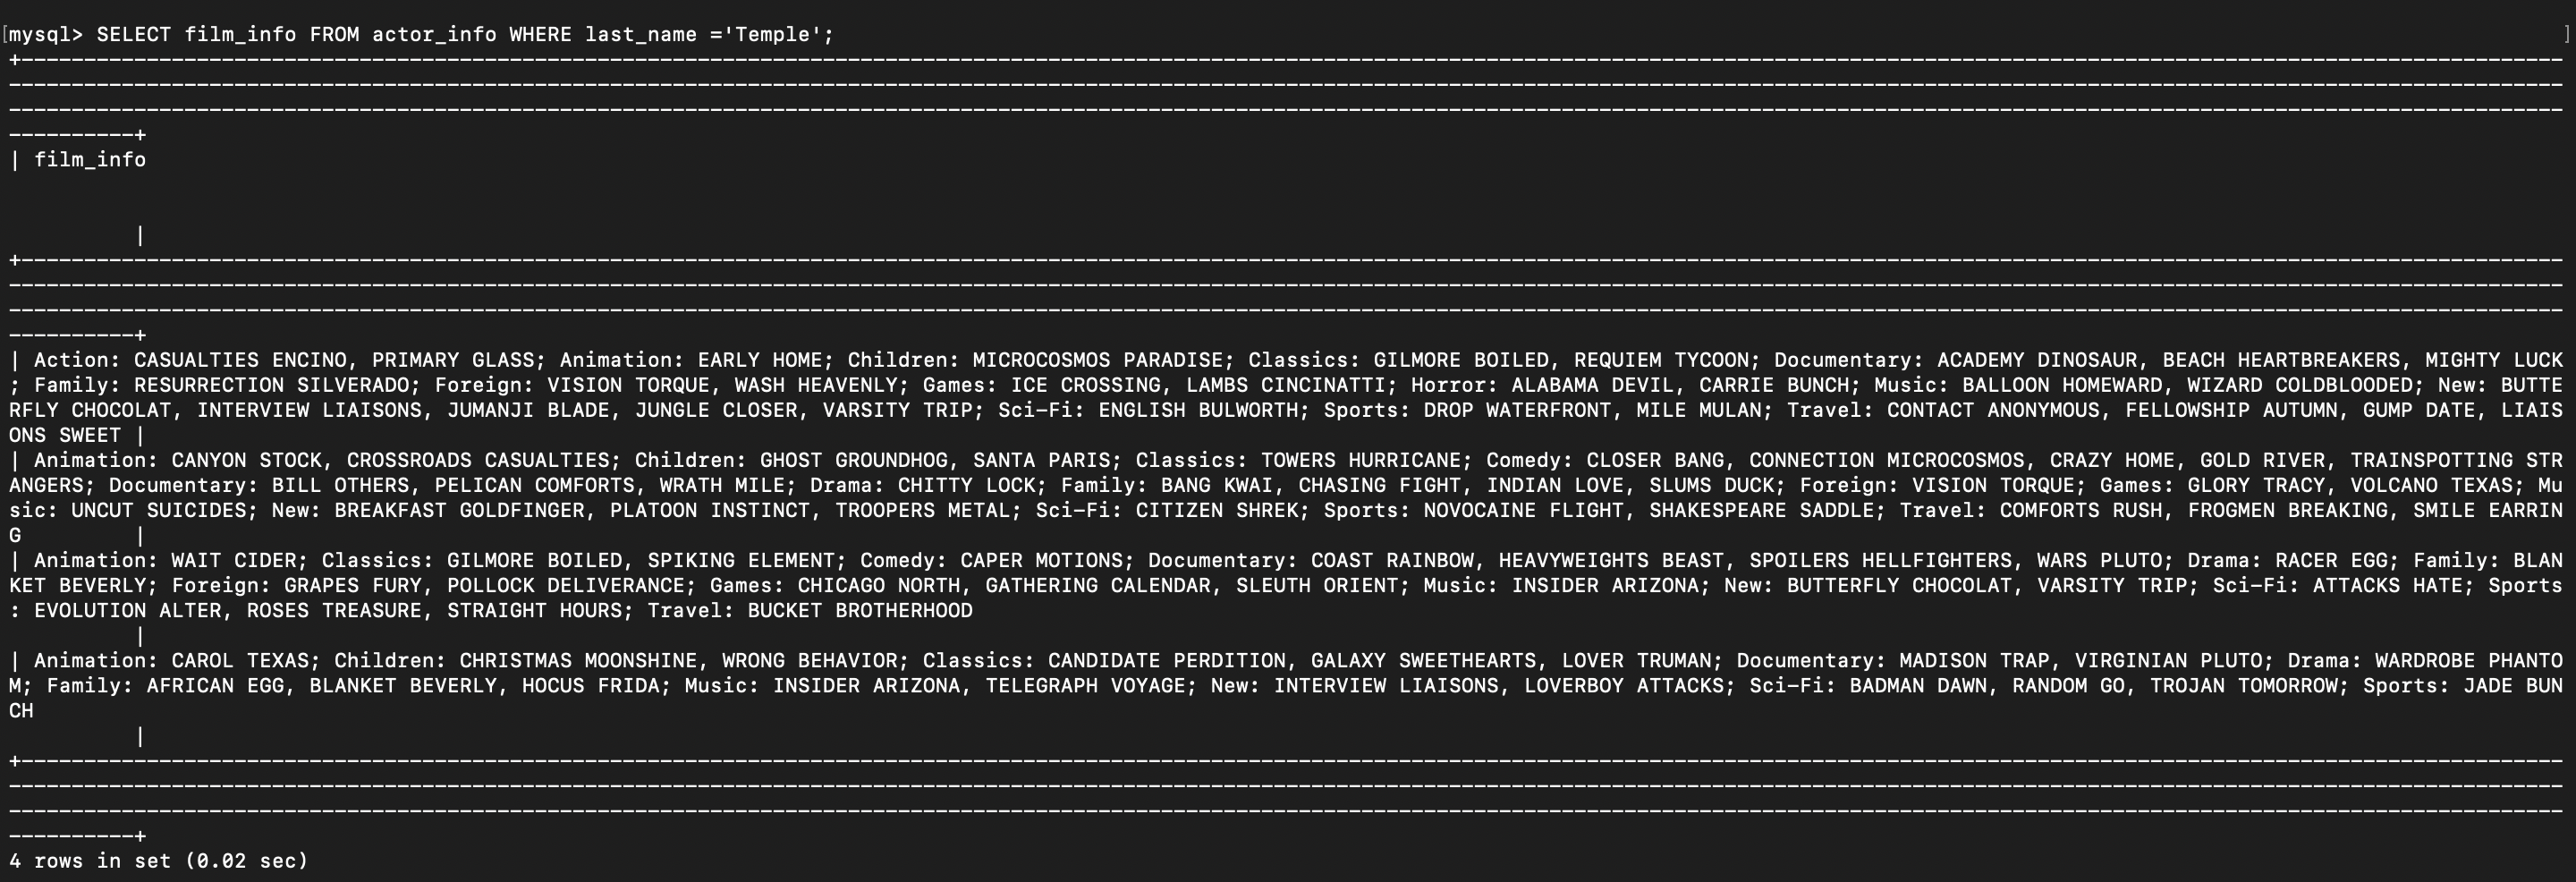 [mysql> SELECT film_info FROM actor_info WHERE last_name ='Temple'; ]
+-----------------------------------------------------------------------------------------------------------------------------------------------------------------------------------------------------------
------------------------------------------------------------------------------------------------------------------------------------------------------------------------------------------------------------
------------------------------------------------------------------------------------------------------------------------------------------------------------------------------------------------------------
----------+
| film_info
|
+-----------------------------------------------------------------------------------------------------------------------------------------------------------------------------------------------------------
------------------------------------------------------------------------------------------------------------------------------------------------------------------------------------------------------------
------------------------------------------------------------------------------------------------------------------------------------------------------------------------------------------------------------
----------+
| Action: CASUALTIES ENCINO, PRIMARY GLASS; Animation: EARLY HOME; Children: MICROCOSMOS PARADISE; Classics: GILMORE BOILED, REQUIEM TYCOON; Documentary: ACADEMY DINOSAUR, BEACH HEARTBREAKERS, MIGHTY LUCK
; Family: RESURRECTION SILVERADO; Foreign: VISION TORQUE, WASH HEAVENLY; Games: ICE CROSSING, LAMBS CINCINATTI; Horror: ALABAMA DEVIL, CARRIE BUNCH; Music: BALLOON HOMEWARD, WIZARD COLDBLOODED; New: BUTTE
RFLY CHOCOLAT, INTERVIEW LIAISONS, JUMANJI BLADE, JUNGLE CLOSER, VARSITY TRIP; Sci-Fi: ENGLISH BULWORTH; Sports: DROP WATERFRONT, MILE MULAN; Travel: CONTACT ANONYMOUS, FELLOWSHIP AUTUMN, GUMP DATE, LIAIS
ONS SWEET |
| Animation: CANYON STOCK, CROSSROADS CASUALTIES; Children: GHOST GROUNDHOG, SANTA PARIS; Classics: TOWERS HURRICANE; Comedy: CLOSER BANG, CONNECTION MICROCOSMOS, CRAZY HOME, GOLD RIVER, TRAINSPOTTING STR
ANGERS; Documentary: BILL OTHERS, PELICAN COMFORTS, WRATH MILE; Drama: CHITTY LOCK; Family: BANG KWAI, CHASING FIGHT, INDIAN LOVE, SLUMS DUCK; Foreign: VISION TORQUE; Games: GLORY TRACY, VOLCANO TEXAS; Mu
sic: UNCUT SUICIDES; New: BREAKFAST GOLDFINGER, PLATOON INSTINCT, TROOPERS METAL; Sci-Fi: CITIZEN SHREK; Sports: NOVOCAINE FLIGHT, SHAKESPEARE SADDLE; Travel: COMFORTS RUSH, FROGMEN BREAKING, SMILE EARRIN
G |
| Animation: WAIT CIDER; Classics: GILMORE BOILED, SPIKING ELEMENT; Comedy: CAPER MOTIONS; Documentary: COAST RAINBOW, HEAVYWEIGHTS BEAST, SPOILERS HELLFIGHTERS, WARS PLUTO; Drama: RACER EGG; Family: BLAN
KET BEVERLY; Foreign: GRAPES FURY, POLLOCK DELIVERANCE; Games: CHICAGO NORTH, GATHERING CALENDAR, SLEUTH ORIENT; Music: INSIDER ARIZONA; New: BUTTERFLY CHOCOLAT, VARSITY TRIP; Sci-Fi: ATTACKS HATE; Sports
: EVOLUTION ALTER, ROSES TREASURE, STRAIGHT HOURS; Travel: BUCKET BROTHERHOOD
|
| Animation: CAROL TEXAS; Children: CHRISTMAS MOONSHINE, WRONG BEHAVIOR; Classics: CANDIDATE PERDITION, GALAXY SWEETHEARTS, LOVER TRUMAN; Documentary: MADISON TRAP, VIRGINIAN PLUTO; Drama: WARDROBE PHANTO
M; Family: AFRICAN EGG, BLANKET BEVERLY, HOCUS FRIDA; Music: INSIDER ARIZONA, TELEGRAPH VOYAGE; New: INTERVIEW LIAISONS, LOVERBOY ATTACKS; Sci-Fi: BADMAN DAWN, RANDOM GO, TROJAN TOMORROW; Sports: JADE BUN
CH
|
+-----------------------------------------------------------------------------------------------------------------------------------------------------------------------------------------------------------
------------------------------------------------------------------------------------------------------------------------------------------------------------------------------------------------------------
------------------------------------------------------------------------------------------------------------------------------------------------------------------------------------------------------------
----------+
4 rows in set (0.02 sec)